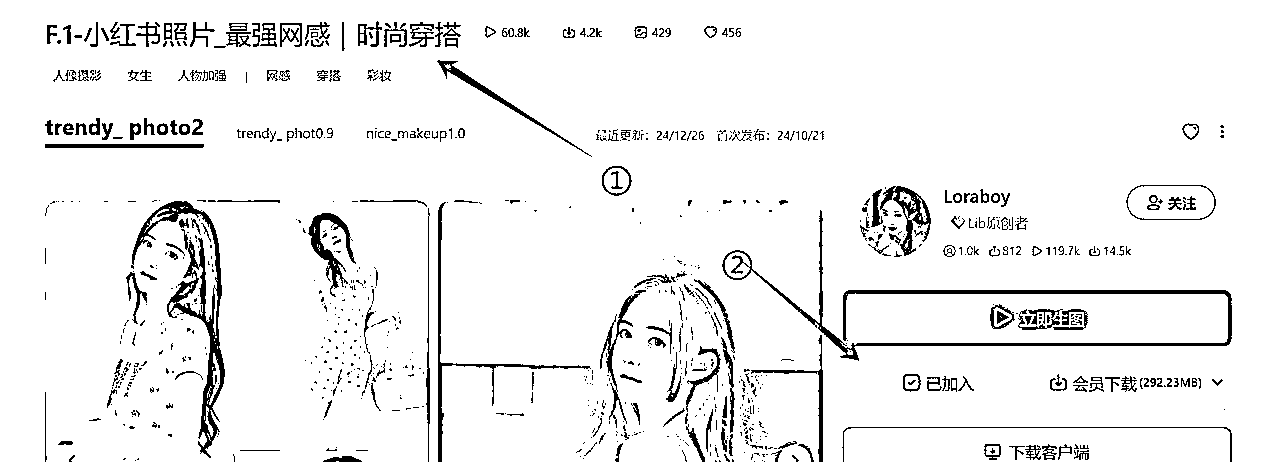 F.1-小红书照片_最强网感｜时尚穿搭 60.8k 4.2k 429 456
人像摄影 女生 人物加强 | 网感 穿搭 彩妆
trendy_ photo2 trendy_ phot0.9 nice_makeup1.0 最近更新：24/12/26 首次发布：24/10/21
①
Loraboy
关注
Lib原创者
1.0k 812 119.7k 14.5k
②
立即生图
已加入 会员下载(292.23MB)
下载客户端